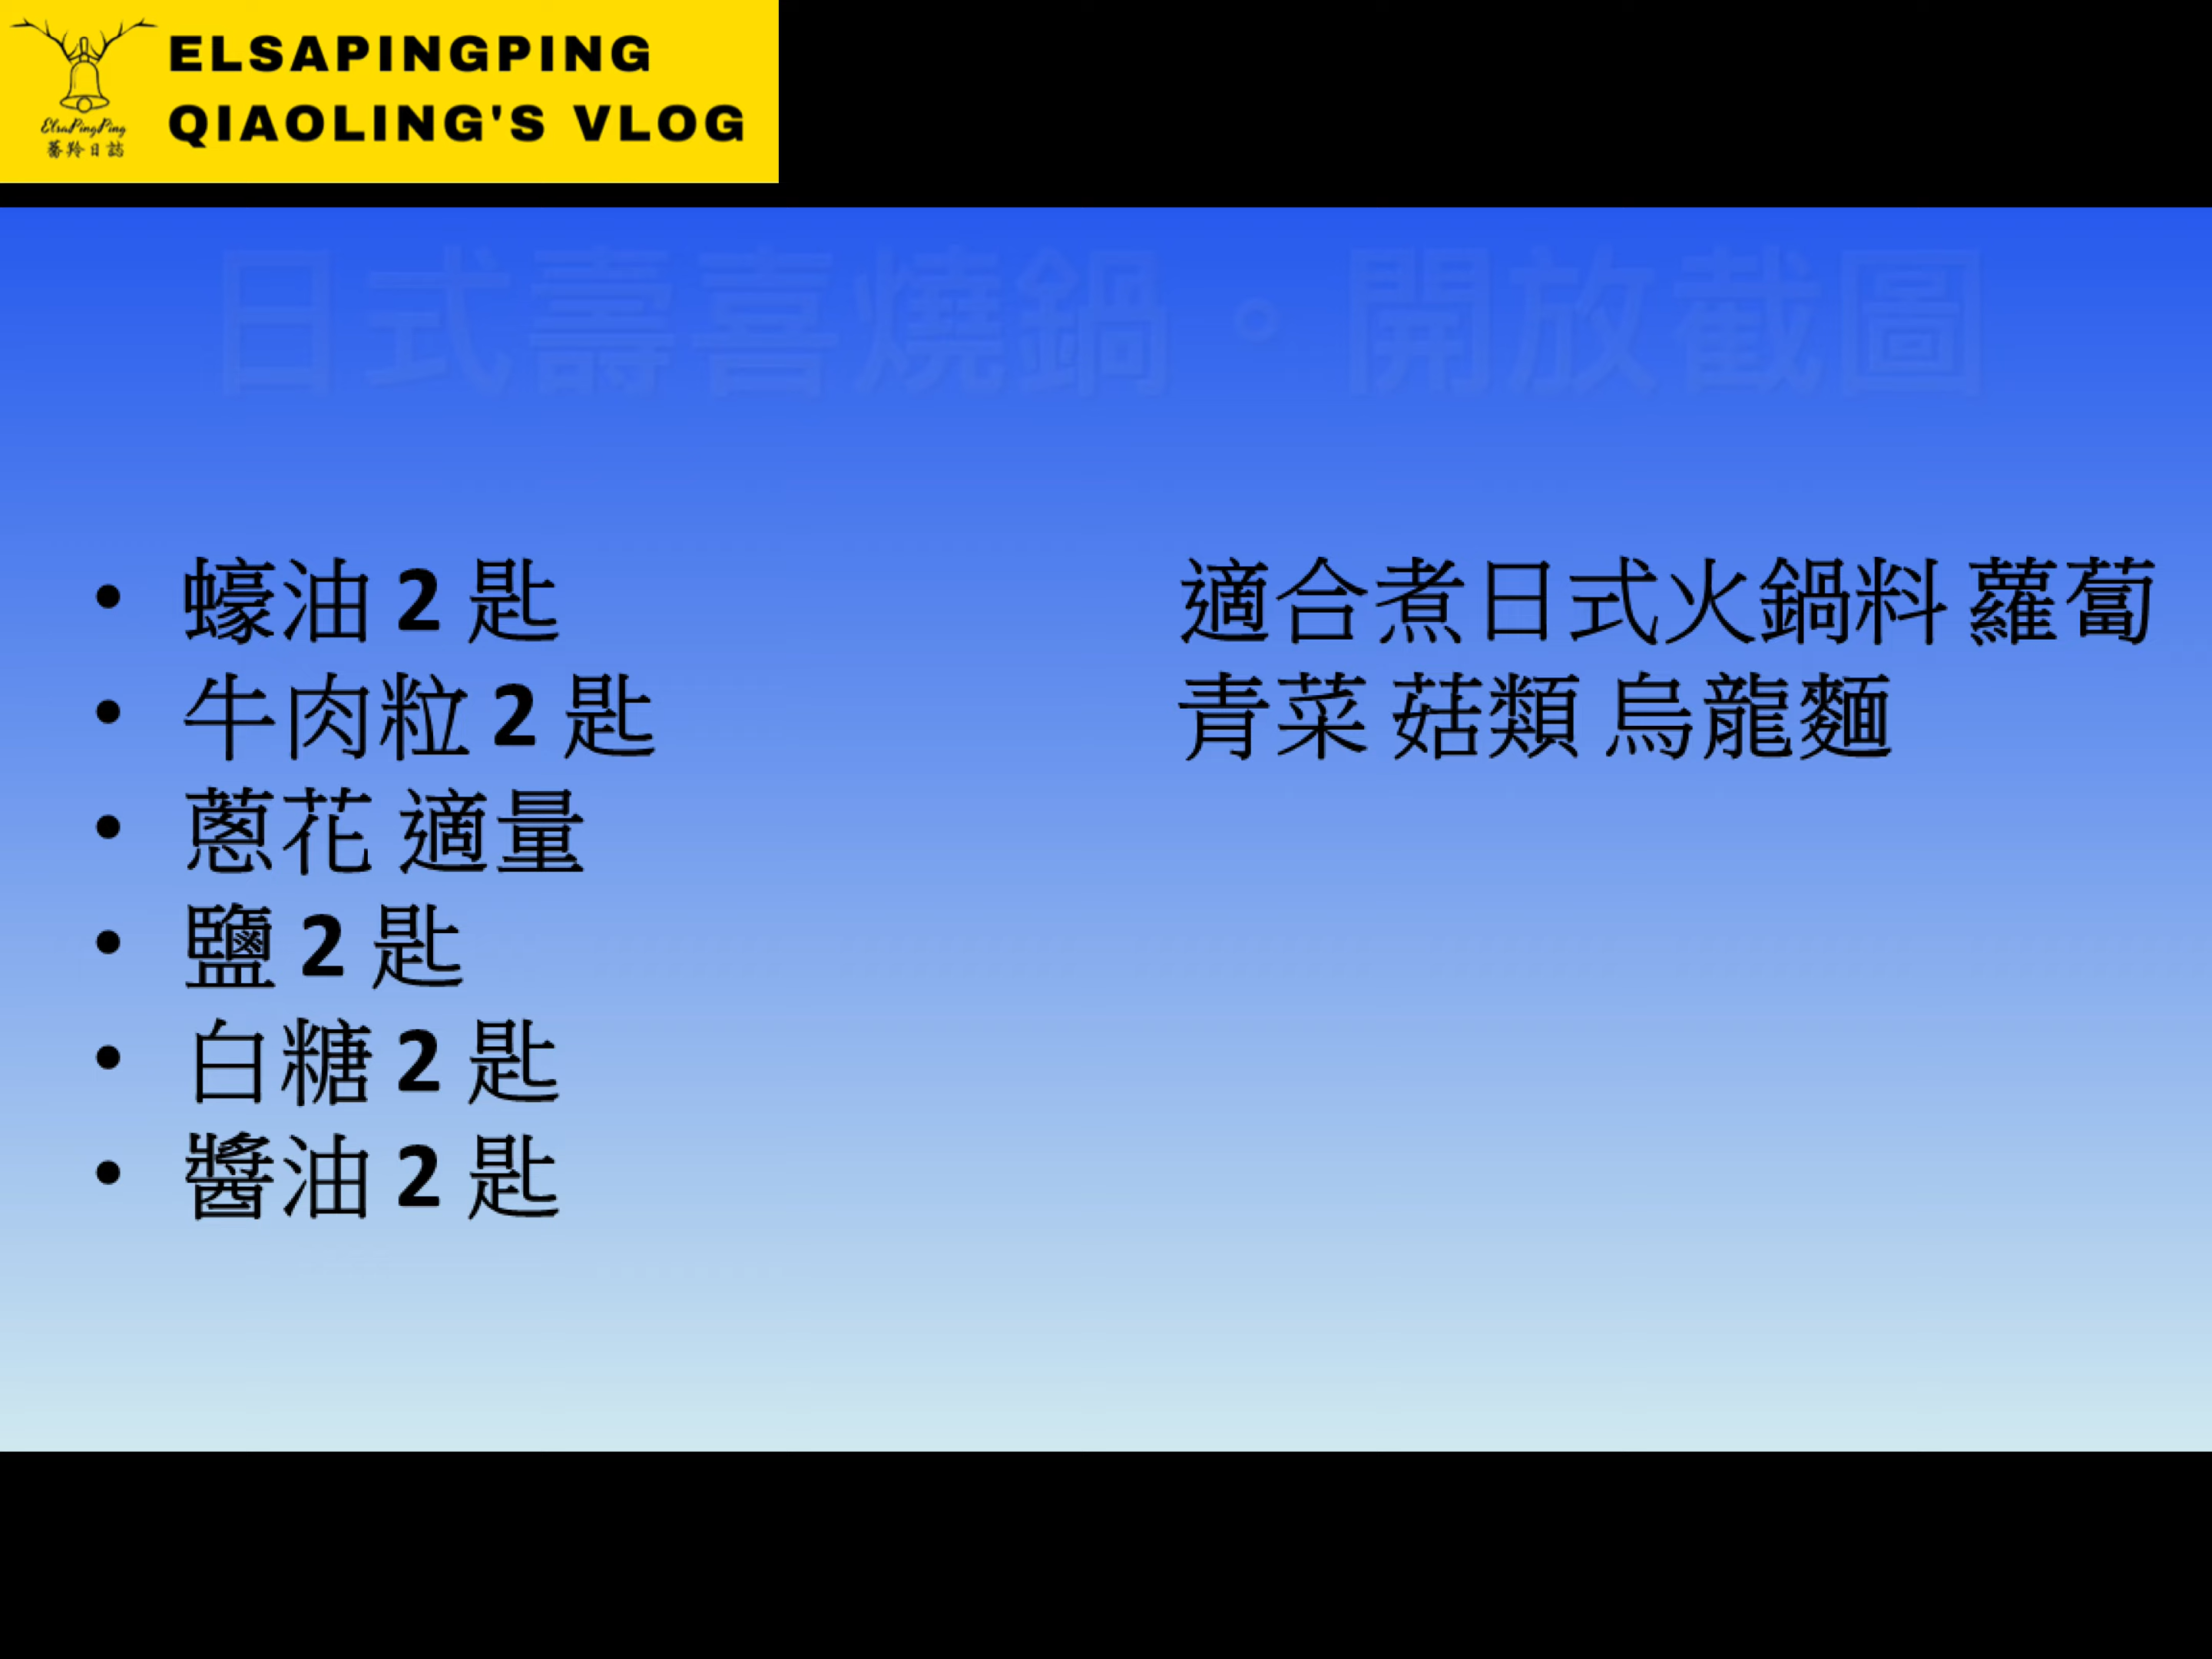 ELSAPINGPING
QIAOLING'S VLOG
ElsaPingPing
蕃羚日誌
日式壽喜燒鍋。開放截圖
• 蠔油 2 匙
• 牛肉粒 2 匙
• 蔥花 適量
• 鹽 2 匙
• 白糖 2 匙
• 醬油 2 匙
適合煮日式火鍋料 蘿蔔
青菜 菇類 烏龍麵